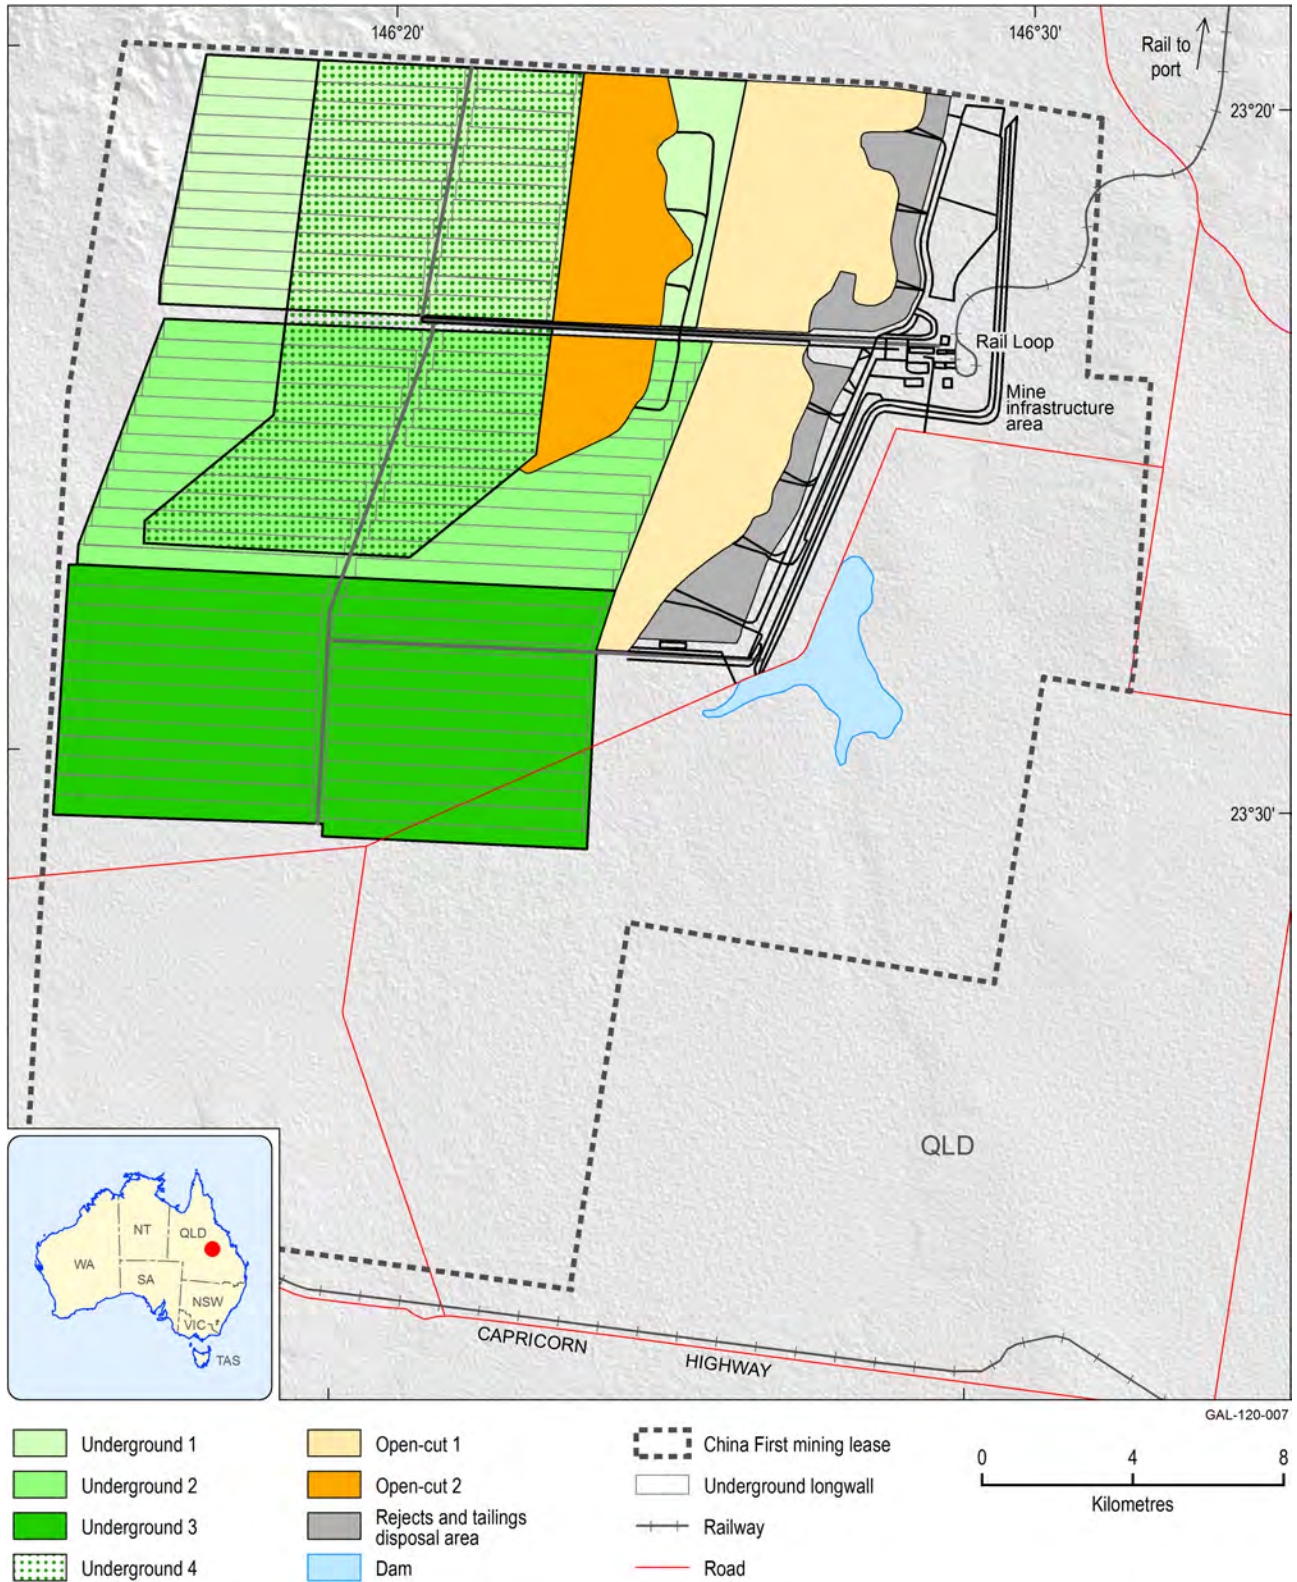 146°20'
146°30'
Rail to
port
23°20'
Rail Loop
Mine
infrastructure
area
23°30'
QLD
NT
QLD
WA
SA
NSW
VIC
TAS
CAPRICORN HIGHWAY
GAL-120-007
Underground 1
Underground 2
Underground 3
Underground 4
Open-cut 1
Open-cut 2
Rejects and tailings
disposal area
Dam
China First mining lease
Underground longwall
Railway
Road
0 4 8
Kilometres